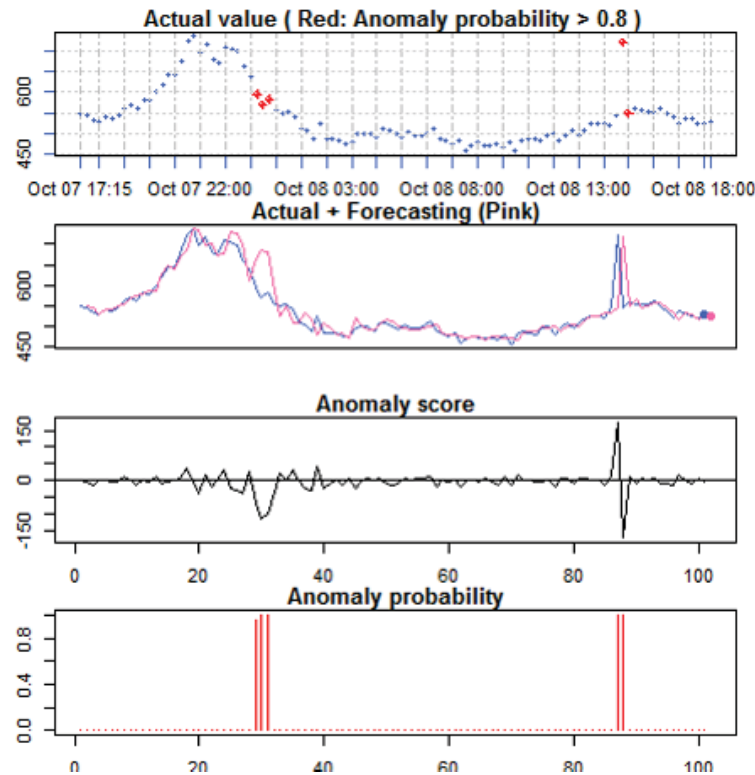 Actual value ( Red: Anomaly probability > 0.8 )
600
450
Oct 07 17:15 Oct 07 22:00 Oct 08 03:00 Oct 08 08:00 Oct 08 13:00 Oct 08 18:00
Actual + Forecasting (Pink)
600
450
Anomaly score
150
0
-150
0 20 40 60 80 100
Anomaly probability
0.8
0.4
0.0
0 20 40 60 80 100